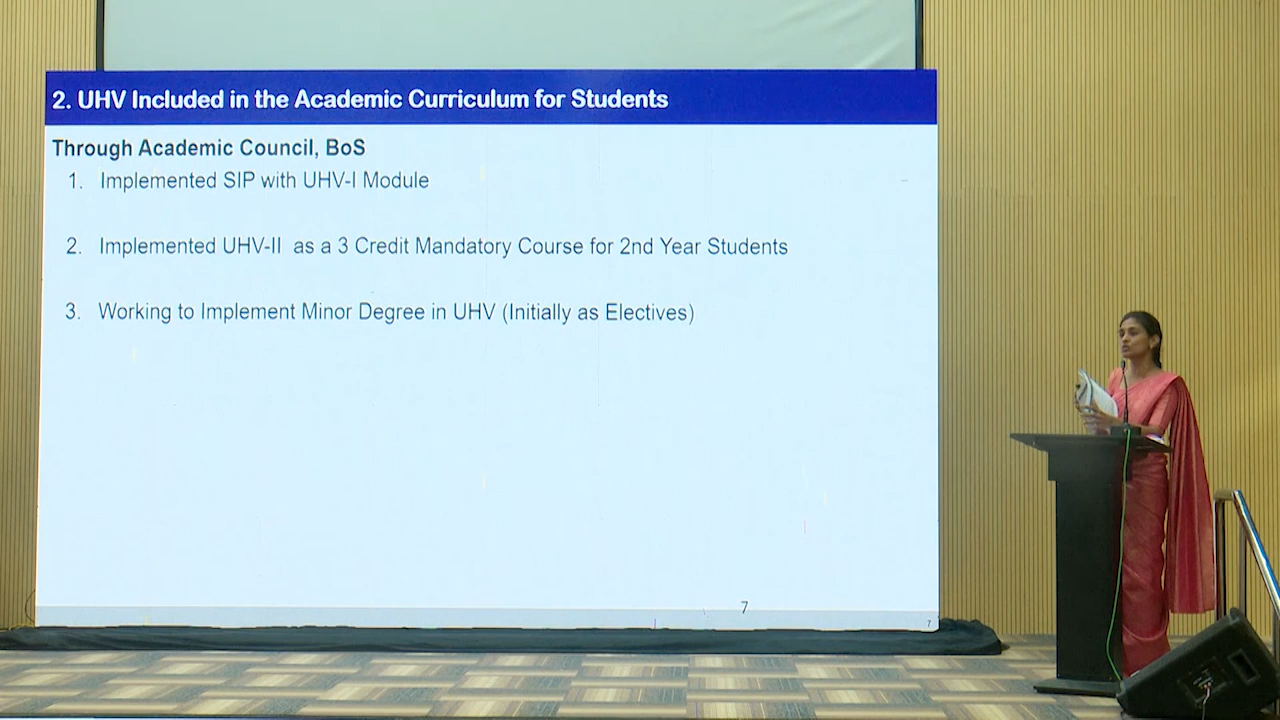 2. UHV Included in the Academic Curriculum for Students
Through Academic Council, BoS
1. Implemented SIP with UHV-I Module
2. Implemented UHV-II as a 3 Credit Mandatory Course for 2nd Year Students
3. Working to Implement Minor Degree in UHV (Initially as Electives)
7
7